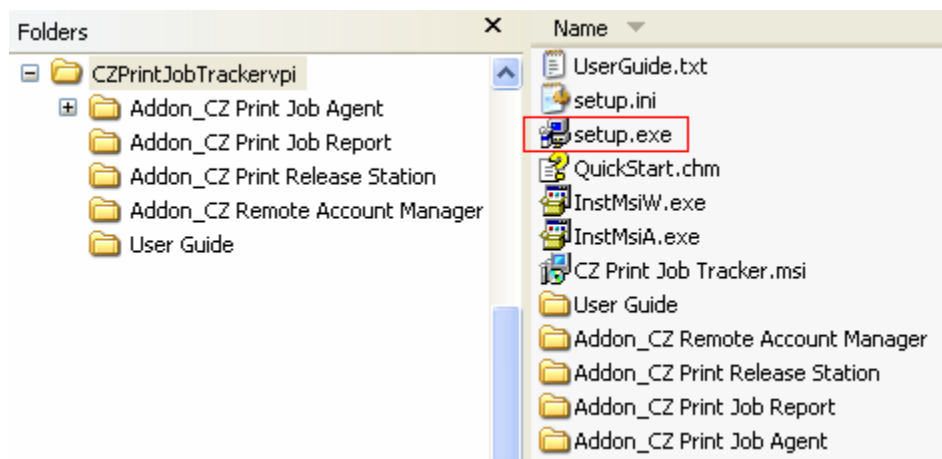 Folders
CZPrintJobTrackervpi
Addon_CZ Print Job Agent
Addon_CZ Print Job Report
Addon_CZ Print Release Station
Addon_CZ Remote Account Manager
User Guide
Name
UserGuide.txt
setup.ini
setup.exe
QuickStart.chm
InstMsiW.exe
InstMsiA.exe
CZ Print Job Tracker.msi
User Guide
Addon_CZ Remote Account Manager
Addon_CZ Print Release Station
Addon_CZ Print Job Report
Addon_CZ Print Job Agent